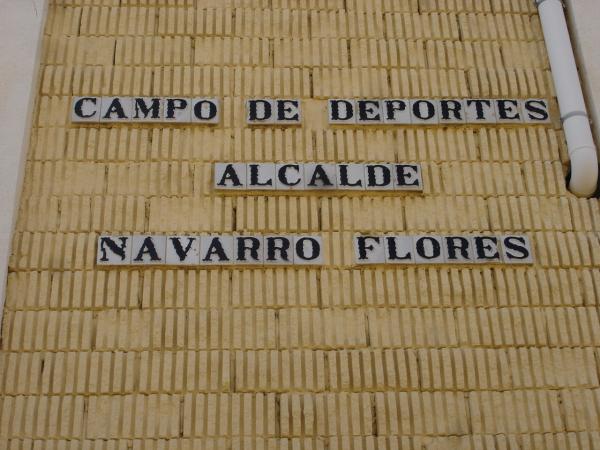 CAMPO DE DEPORTES
ALCALDE
NAVARRO FLORES